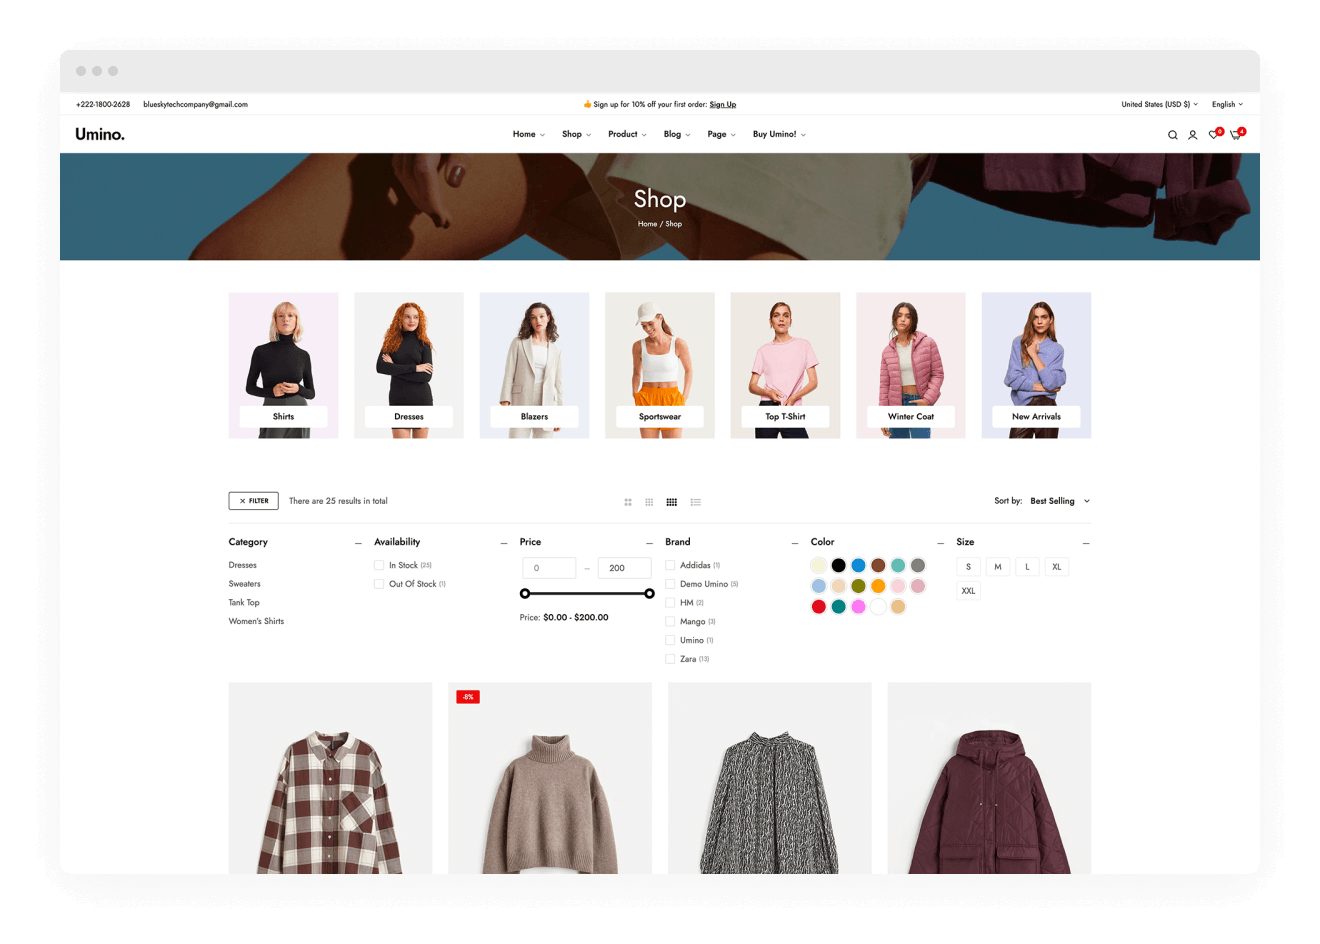 +222-1800-2628 blueskytechcompany@gmail.com 👍 Sign up for 10% off your first order: Sign Up United States (USD $) English
Umino. Home Shop Product Blog Page Buy Umino! 0 4
Shop
Home / Shop
Shirts Dresses Blazers Sportswear Top T-Shirt Winter Coat New Arrivals
× FILTER There are 25 results in total Sort by: Best Selling
Category Availability Price Brand Color Size
Dresses In Stock (25) 0 – 200 Addidas (1) S M L XL
Sweaters Out Of Stock (1) Demo Umino (5) XXL
Tank Top HM (2)
Women's Shirts Price: $0.00 - $200.00 Mango (3)
Umino (1)
Zara (13)
-8%